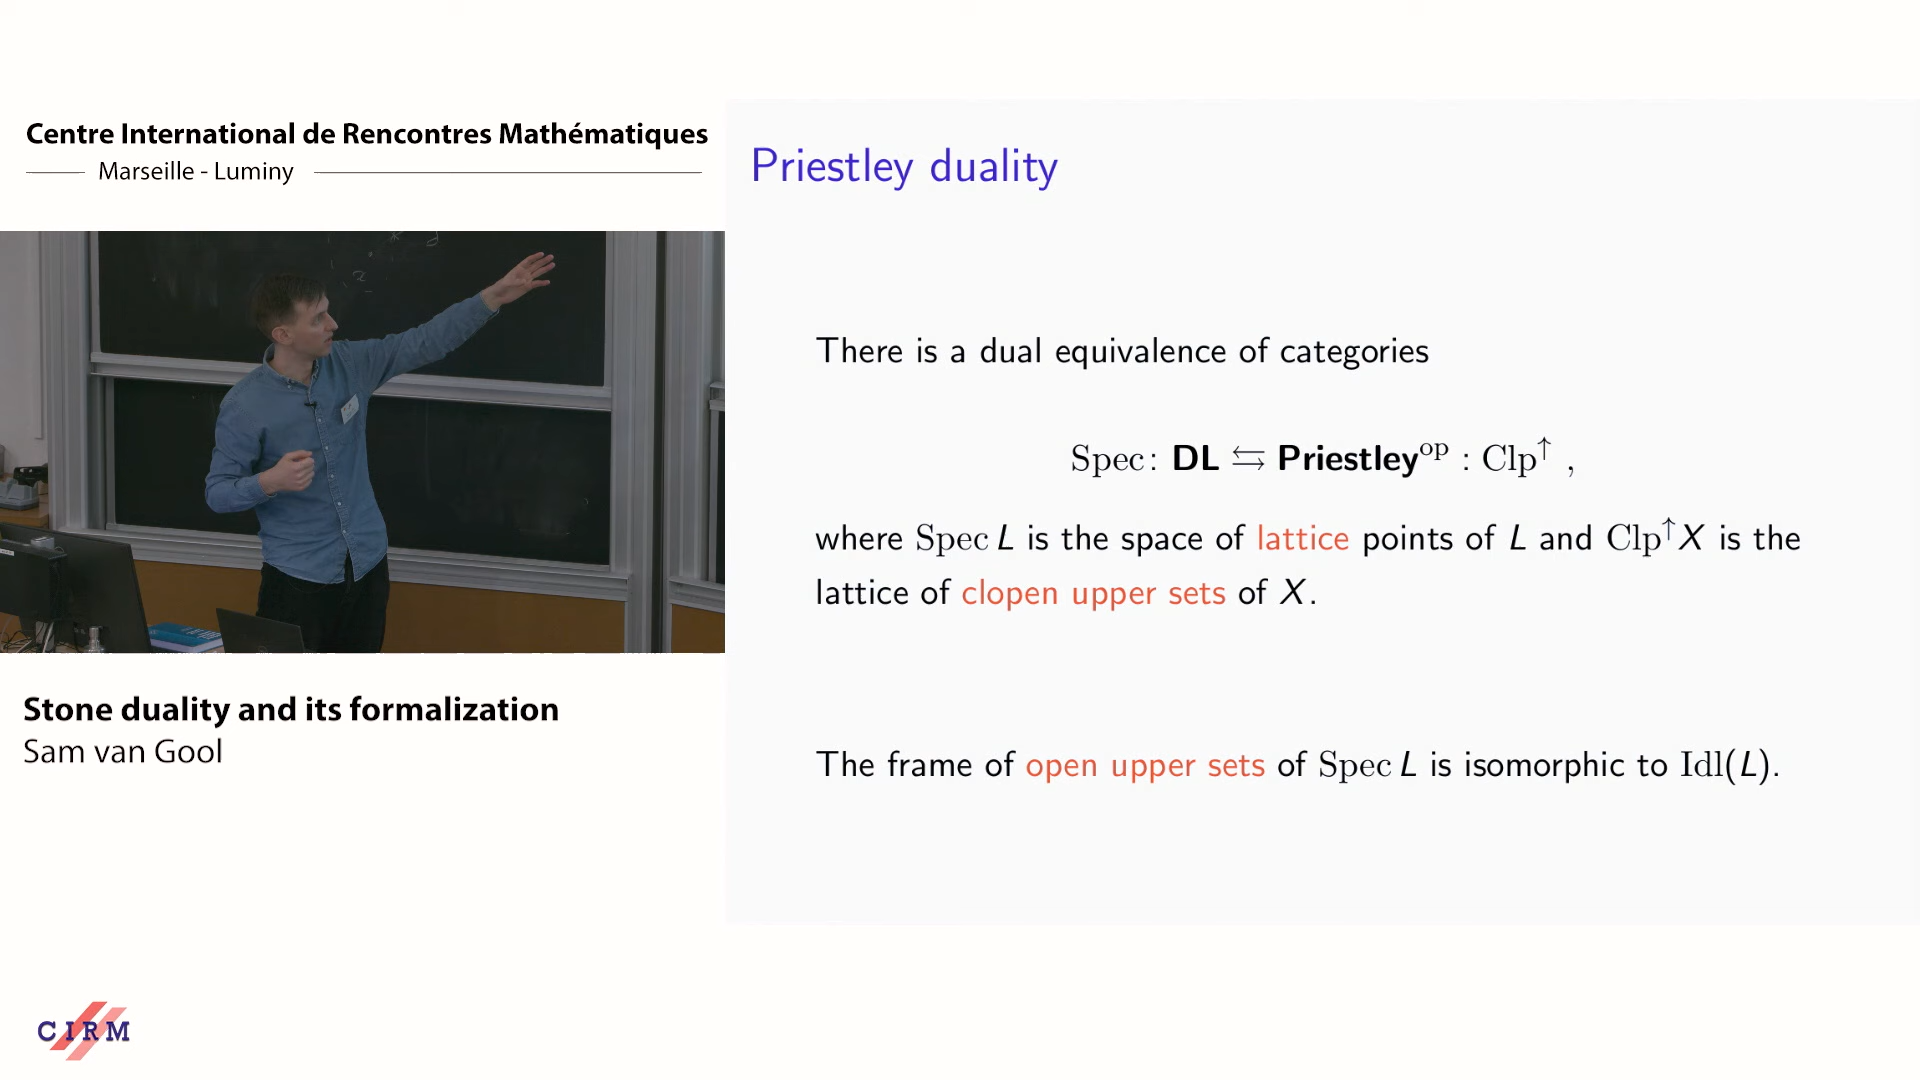 Centre International de Rencontres Mathématiques
Marseille - Luminy
Priestley duality
There is a dual equivalence of categories
Spec : DL ⇆ Priestley^op : Clp^↑ ,
where Spec L is the space of lattice points of L and Clp^↑X is the
lattice of clopen upper sets of X.
The frame of open upper sets of Spec L is isomorphic to Idl(L).
Stone duality and its formalization
Sam van Gool
CIRM